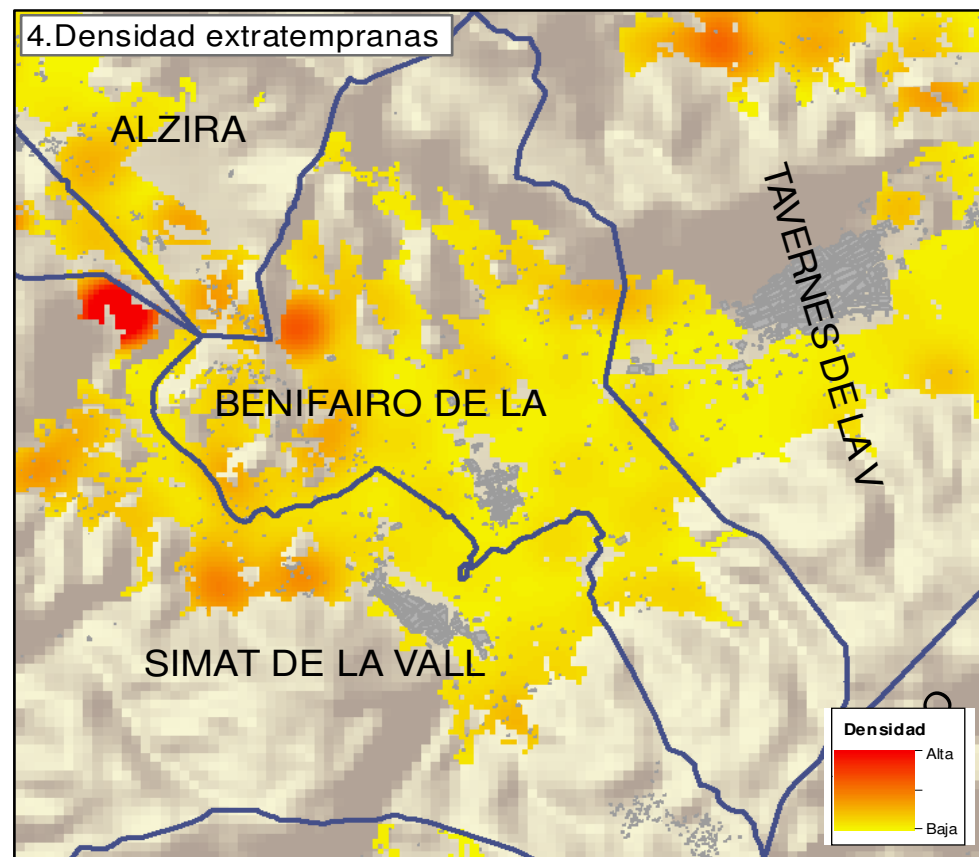 4.Densidad extratempranas
ALZIRA
TAVERNES DE LA V
BENIFAIRO DE LA
SIMAT DE LA VALL
Densidad
Alta
Baja